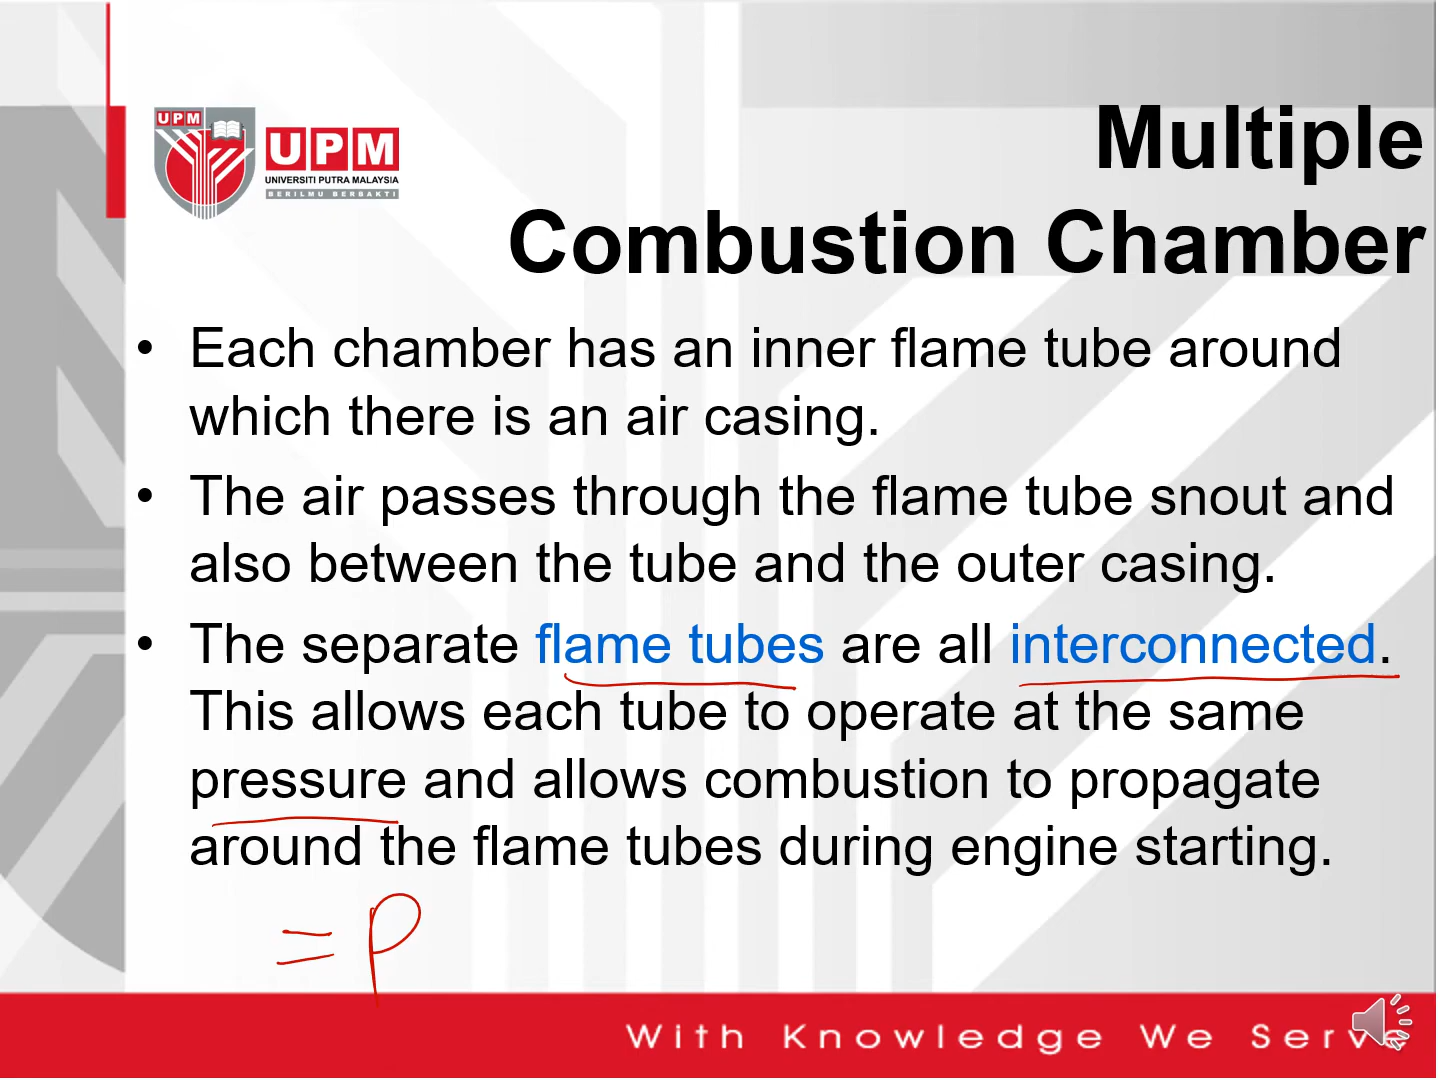 UPM
UPM
UNIVERSITI PUTRA MALAYSIA
BERILMU BERBAKTI
Multiple
Combustion Chamber
• Each chamber has an inner flame tube around
which there is an air casing.
• The air passes through the flame tube snout and
also between the tube and the outer casing.
• The separate flame tubes are all interconnected.
This allows each tube to operate at the same
pressure and allows combustion to propagate
around the flame tubes during engine starting.
= P
With Knowledge We Serve